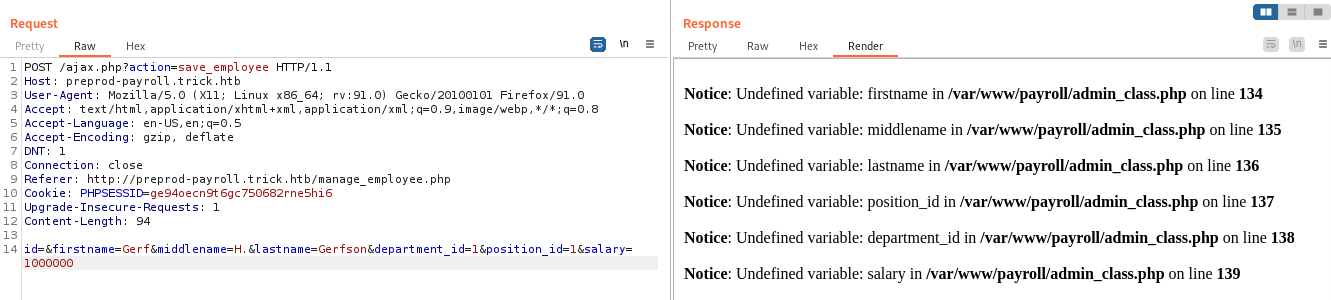 Request
Pretty Raw Hex
\n
1 POST /ajax.php?action=save_employee HTTP/1.1
2 Host: preprod-payroll.trick.htb
3 User-Agent: Mozilla/5.0 (X11; Linux x86_64; rv:91.0) Gecko/20100101 Firefox/91.0
4 Accept: text/html,application/xhtml+xml,application/xml;q=0.9,image/webp,*/*;q=0.8
5 Accept-Language: en-US,en;q=0.5
6 Accept-Encoding: gzip, deflate
7 DNT: 1
8 Connection: close
9 Referer: http://preprod-payroll.trick.htb/manage_employee.php
10 Cookie: PHPSESSID=ge94oecn9t6gc750682rne5hi6
11 Upgrade-Insecure-Requests: 1
12 Content-Length: 94
13
14 id=&firstname=Gerf&middlename=H.&lastname=Gerfson&department_id=1&position_id=1&salary=
1000000
Response
Pretty Raw Hex Render
\n
Notice: Undefined variable: firstname in /var/www/payroll/admin_class.php on line 134
Notice: Undefined variable: middlename in /var/www/payroll/admin_class.php on line 135
Notice: Undefined variable: lastname in /var/www/payroll/admin_class.php on line 136
Notice: Undefined variable: position_id in /var/www/payroll/admin_class.php on line 137
Notice: Undefined variable: department_id in /var/www/payroll/admin_class.php on line 138
Notice: Undefined variable: salary in /var/www/payroll/admin_class.php on line 139